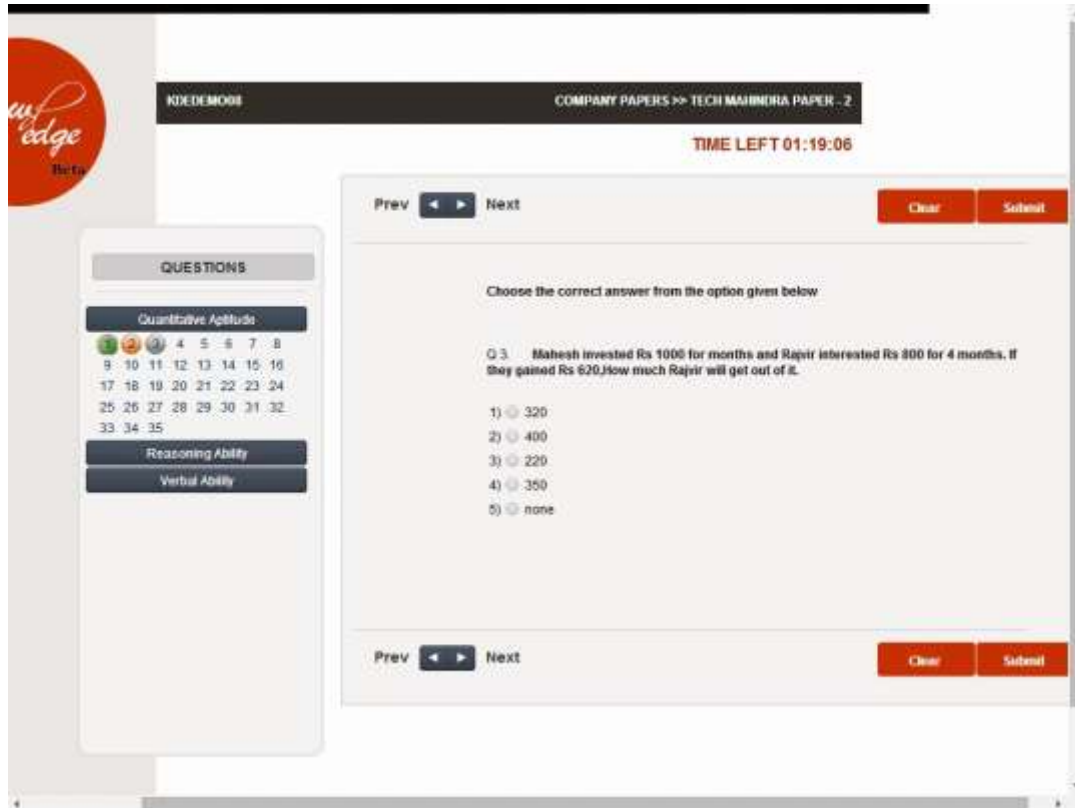 edge
Beta
KDEDEMO08
COMPANY PAPERS >> TECH MAHINDRA PAPER - 2
TIME LEFT 01:19:06
Prev
Next
Clear
Submit
QUESTIONS
Quantitative Aptitude
1 2 3 4 5 6 7 8
9 10 11 12 13 14 15 16
17 18 19 20 21 22 23 24
25 26 27 28 29 30 31 32
33 34 35
Reasoning Ability
Verbal Ability
Choose the correct answer from the option given below
Q 3. Mahesh invested Rs 1000 for months and Rajvir interested Rs 800 for 4 months. If
they gained Rs 620,How much Rajvir will get out of it.
1) 320
2) 400
3) 220
4) 350
5) none
Prev
Next
Clear
Submit